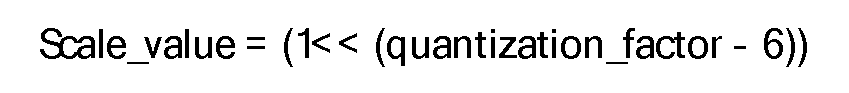 Scale_value = (1<< (quantization_factor - 6))